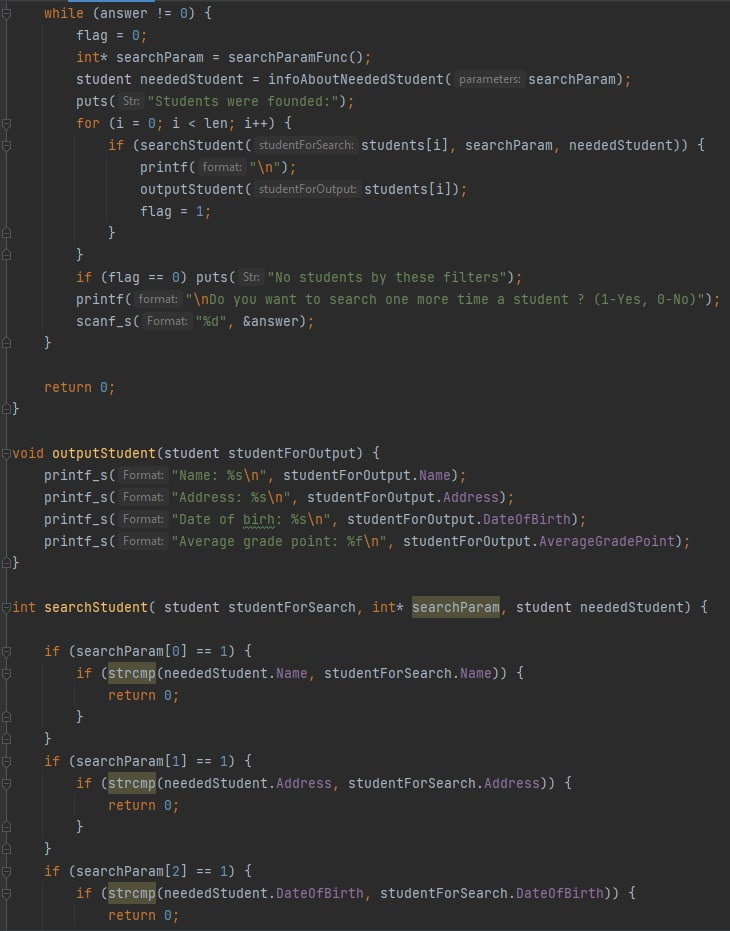 while (answer != 0) {
flag = 0;
int* searchParam = searchParamFunc();
student neededStudent = infoAboutNeededStudent( parameters: searchParam);
puts( Str: "Students were founded:");
for (i = 0; i < len; i++) {
if (searchStudent( studentForSearch: students[i], searchParam, neededStudent)) {
printf( format: "\n");
outputStudent( studentForOutput: students[i]);
flag = 1;
}
}
if (flag == 0) puts( Str: "No students by these filters");
printf( format: "\nDo you want to search one more time a student ? (1-Yes, 0-No)");
scanf_s( Format: "%d", &answer);
}
return 0;
}
void outputStudent(student studentForOutput) {
printf_s( Format: "Name: %s\n", studentForOutput.Name);
printf_s( Format: "Address: %s\n", studentForOutput.Address);
printf_s( Format: "Date of birh: %s\n", studentForOutput.DateOfBirth);
printf_s( Format: "Average grade point: %f\n", studentForOutput.AverageGradePoint);
}
int searchStudent( student studentForSearch, int* searchParam, student neededStudent) {
if (searchParam[0] == 1) {
if (strcmp(neededStudent.Name, studentForSearch.Name)) {
return 0;
}
}
if (searchParam[1] == 1) {
if (strcmp(neededStudent.Address, studentForSearch.Address)) {
return 0;
}
}
if (searchParam[2] == 1) {
if (strcmp(neededStudent.DateOfBirth, studentForSearch.DateOfBirth)) {
return 0;